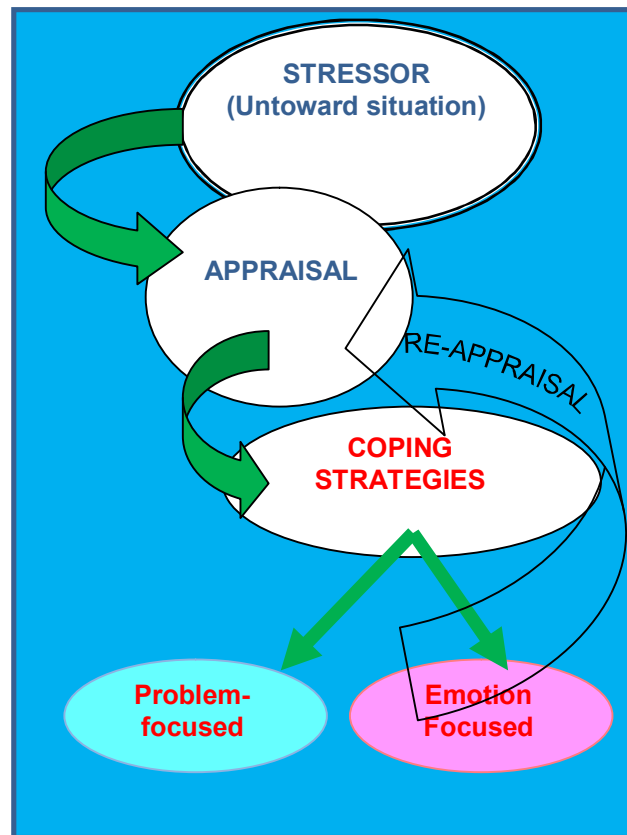 STRESSOR
(Untoward situation)
APPRAISAL
RE-APPRAISAL
COPING
STRATEGIES
Problem-
focused
Emotion
Focused